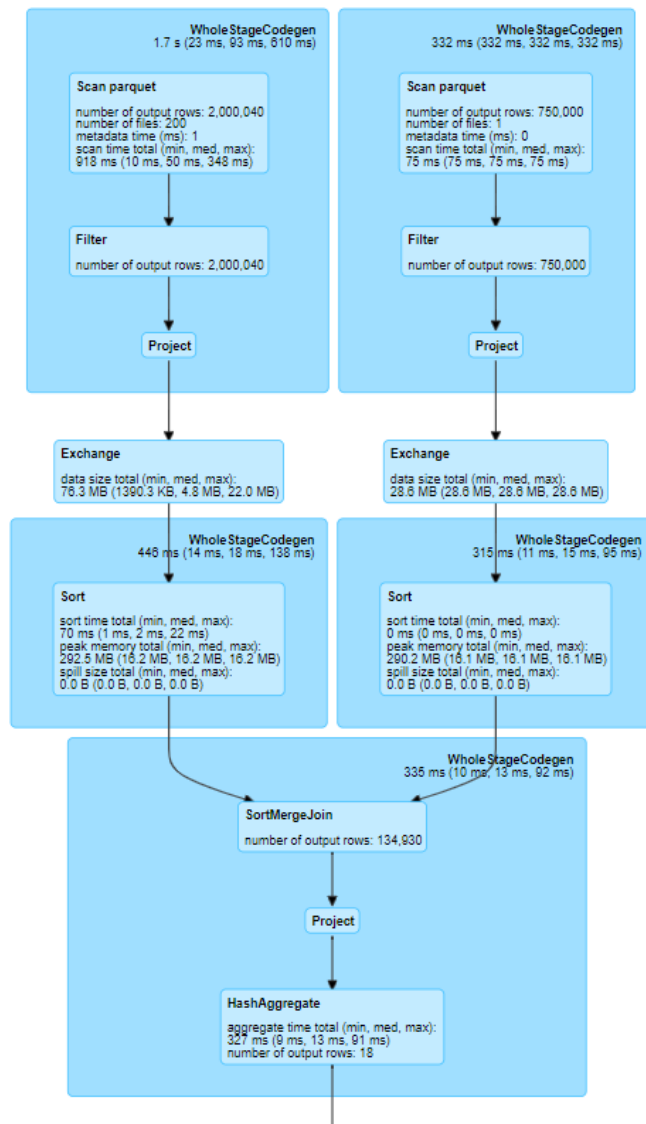 WholeStageCodegen
1.7 s (23 ms, 93 ms, 610 ms)
Scan parquet
number of output rows: 2,000,040
number of files: 200
metadata time (ms): 1
scan time total (min, med, max):
918 ms (10 ms, 50 ms, 348 ms)
Filter
number of output rows: 2,000,040
Project
WholeStageCodegen
332 ms (332 ms, 332 ms, 332 ms)
Scan parquet
number of output rows: 750,000
number of files: 1
metadata time (ms): 0
scan time total (min, med, max):
75 ms (75 ms, 75 ms, 75 ms)
Filter
number of output rows: 750,000
Project
Exchange
data size total (min, med, max):
76.3 MB (1390.3 KB, 4.8 MB, 22.0 MB)
Exchange
data size total (min, med, max):
28.6 MB (28.6 MB, 28.6 MB, 28.6 MB)
WholeStageCodegen
446 ms (14 ms, 18 ms, 138 ms)
Sort
sort time total (min, med, max):
70 ms (1 ms, 2 ms, 22 ms)
peak memory total (min, med, max):
292.5 MB (16.2 MB, 16.2 MB, 16.2 MB)
spill size total (min, med, max):
0.0 B (0.0 B, 0.0 B, 0.0 B)
WholeStageCodegen
315 ms (11 ms, 15 ms, 95 ms)
Sort
sort time total (min, med, max):
0 ms (0 ms, 0 ms, 0 ms)
peak memory total (min, med, max):
290.2 MB (16.1 MB, 16.1 MB, 16.1 MB)
spill size total (min, med, max):
0.0 B (0.0 B, 0.0 B, 0.0 B)
WholeStageCodegen
335 ms (10 ms, 13 ms, 92 ms)
SortMergeJoin
number of output rows: 134,930
Project
HashAggregate
aggregate time total (min, med, max):
327 ms (9 ms, 13 ms, 91 ms)
number of output rows: 18